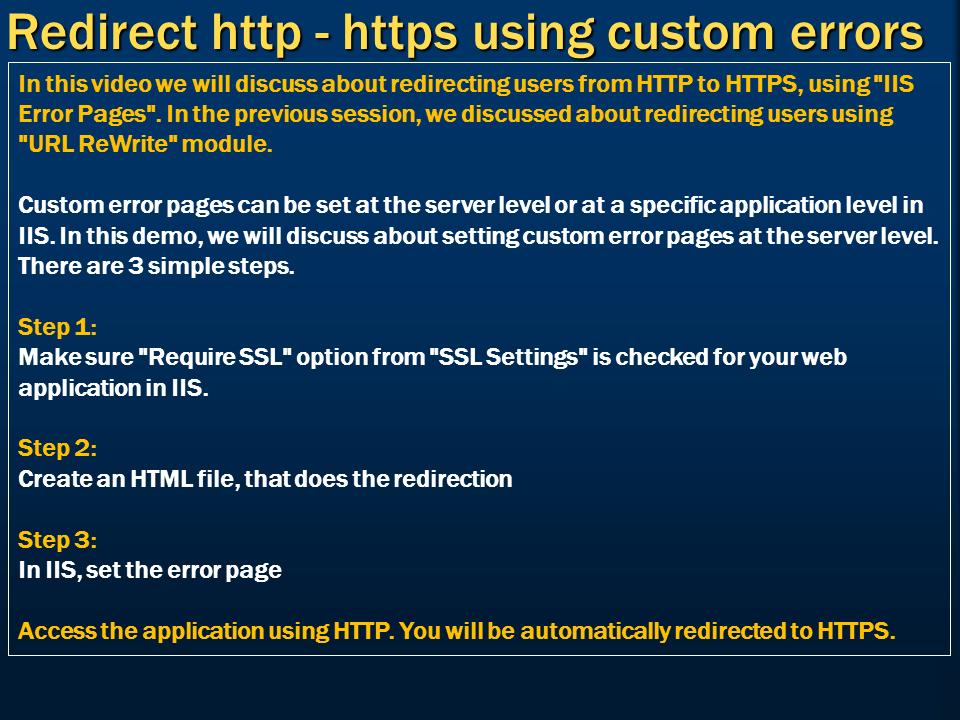 Redirect http - https using custom errors
In this video we will discuss about redirecting users from HTTP to HTTPS, using "IIS
Error Pages". In the previous session, we discussed about redirecting users using
"URL ReWrite" module.
Custom error pages can be set at the server level or at a specific application level in
IIS. In this demo, we will discuss about setting custom error pages at the server level.
There are 3 simple steps.
Step 1:
Make sure "Require SSL" option from "SSL Settings" is checked for your web
application in IIS.
Step 2:
Create an HTML file, that does the redirection
Step 3:
In IIS, set the error page
Access the application using HTTP. You will be automatically redirected to HTTPS.